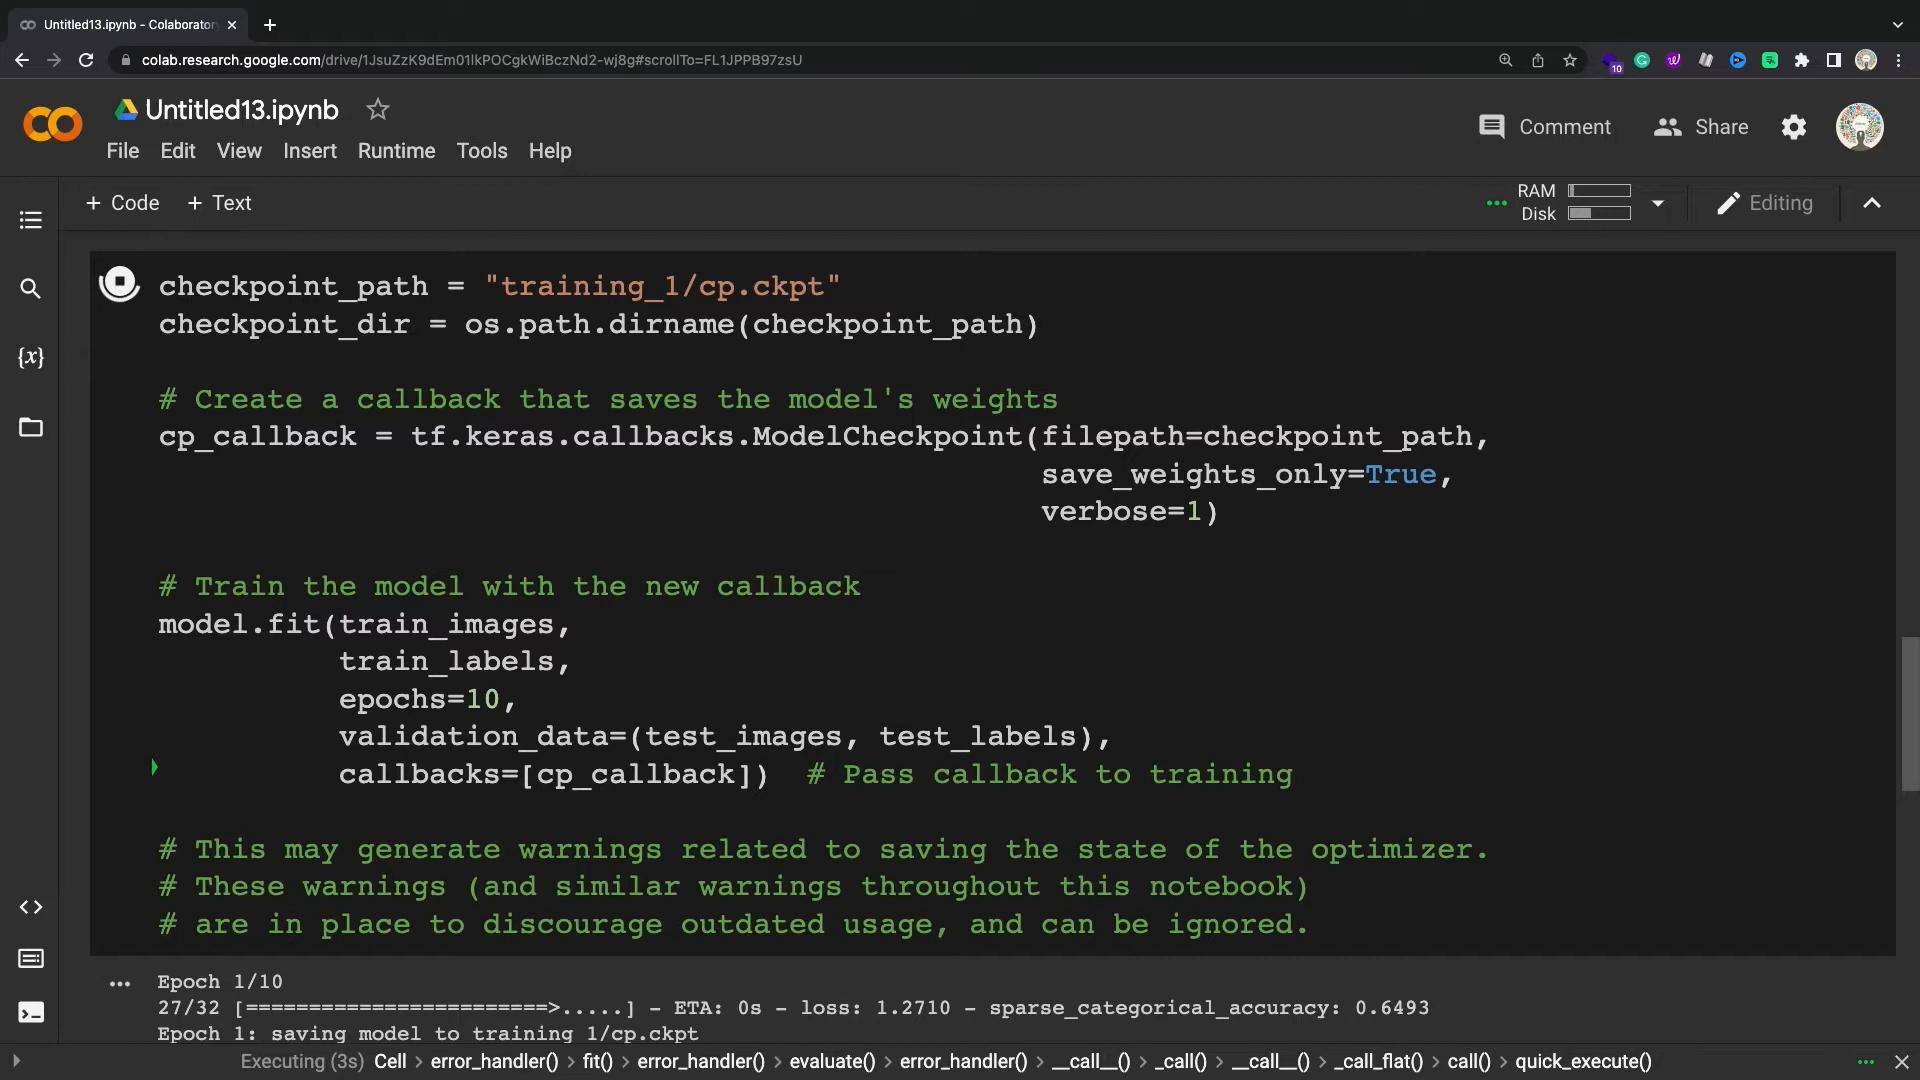 Untitled13.ipynb - Colaborator
colab.research.google.com/drive/1JsuZzK9dEm01lkPOCgkWiBczNd2-wj8g#scrollTo=FL1JPPB97zsU
10
Untitled13.ipynb
Comment
Share
File Edit View Insert Runtime Tools Help
+ Code + Text
RAM
Disk
Editing
checkpoint_path = "training_1/cp.ckpt"
checkpoint_dir = os.path.dirname(checkpoint_path)
# Create a callback that saves the model's weights
cp_callback = tf.keras.callbacks.ModelCheckpoint(filepath=checkpoint_path,
save_weights_only=True,
verbose=1)
# Train the model with the new callback
model.fit(train_images,
train_labels,
epochs=10,
validation_data=(test_images, test_labels),
callbacks=[cp_callback])  # Pass callback to training
# This may generate warnings related to saving the state of the optimizer.
# These warnings (and similar warnings throughout this notebook)
# are in place to discourage outdated usage, and can be ignored.
Epoch 1/10
27/32 [========================>.....] - ETA: 0s - loss: 1.2710 - sparse_categorical_accuracy: 0.6493
Epoch 1: saving model to training 1/cp.ckpt
Executing (3s) Cell > error_handler() > fit() > error_handler() > evaluate() > error_handler() > __call__() > _call() > __call__() > _call_flat() > call() > quick_execute()